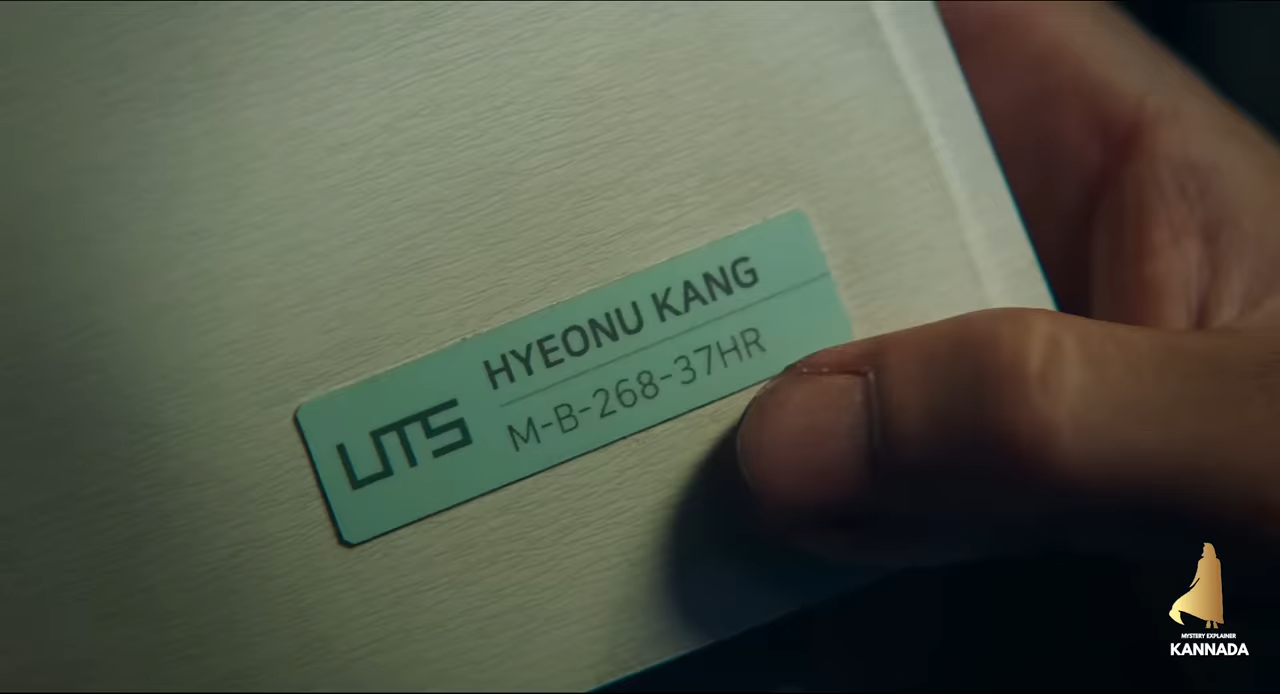 UTS
HYEONU KANG
M-B-268-37HR
MYSTERY EXPLAINER
KANNADA